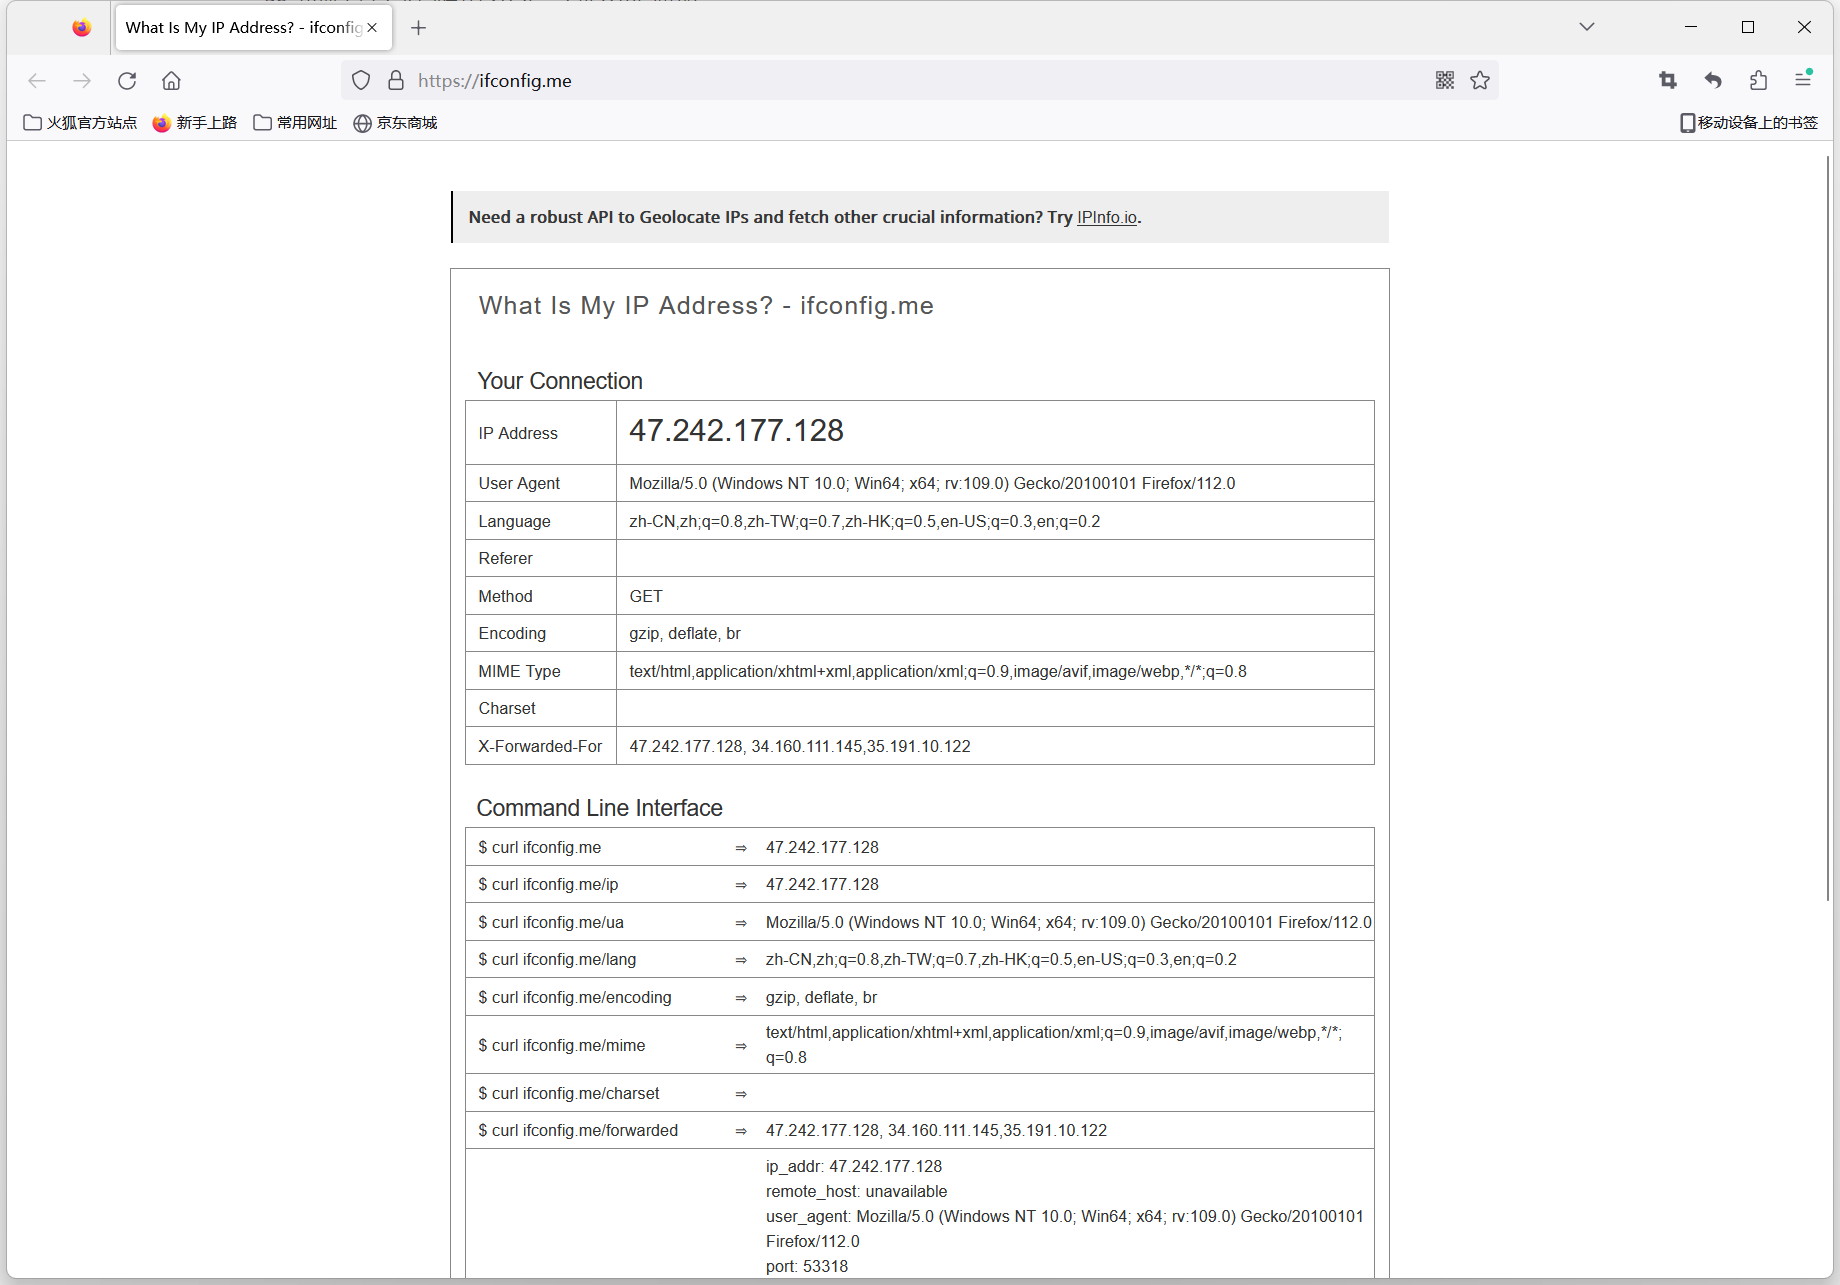 What Is My IP Address? - ifconfig
https://ifconfig.me
火狐官方站点 新手上路 常用网址 京东商城 移动设备上的书签
Need a robust API to Geolocate IPs and fetch other crucial information? Try IPInfo.io.
What Is My IP Address? - ifconfig.me
Your Connection
IP Address 47.242.177.128
User Agent Mozilla/5.0 (Windows NT 10.0; Win64; x64; rv:109.0) Gecko/20100101 Firefox/112.0
Language zh-CN,zh;q=0.8,zh-TW;q=0.7,zh-HK;q=0.5,en-US;q=0.3,en;q=0.2
Referer
Method GET
Encoding gzip, deflate, br
MIME Type text/html,application/xhtml+xml,application/xml;q=0.9,image/avif,image/webp,*/*;q=0.8
Charset
X-Forwarded-For 47.242.177.128, 34.160.111.145,35.191.10.122
Command Line Interface
$ curl ifconfig.me ⇒ 47.242.177.128
$ curl ifconfig.me/ip ⇒ 47.242.177.128
$ curl ifconfig.me/ua ⇒ Mozilla/5.0 (Windows NT 10.0; Win64; x64; rv:109.0) Gecko/20100101 Firefox/112.0
$ curl ifconfig.me/lang ⇒ zh-CN,zh;q=0.8,zh-TW;q=0.7,zh-HK;q=0.5,en-US;q=0.3,en;q=0.2
$ curl ifconfig.me/encoding ⇒ gzip, deflate, br
$ curl ifconfig.me/mime ⇒ text/html,application/xhtml+xml,application/xml;q=0.9,image/avif,image/webp,*/*;
q=0.8
$ curl ifconfig.me/charset ⇒
$ curl ifconfig.me/forwarded ⇒ 47.242.177.128, 34.160.111.145,35.191.10.122
ip_addr: 47.242.177.128
remote_host: unavailable
user_agent: Mozilla/5.0 (Windows NT 10.0; Win64; x64; rv:109.0) Gecko/20100101
Firefox/112.0
port: 53318